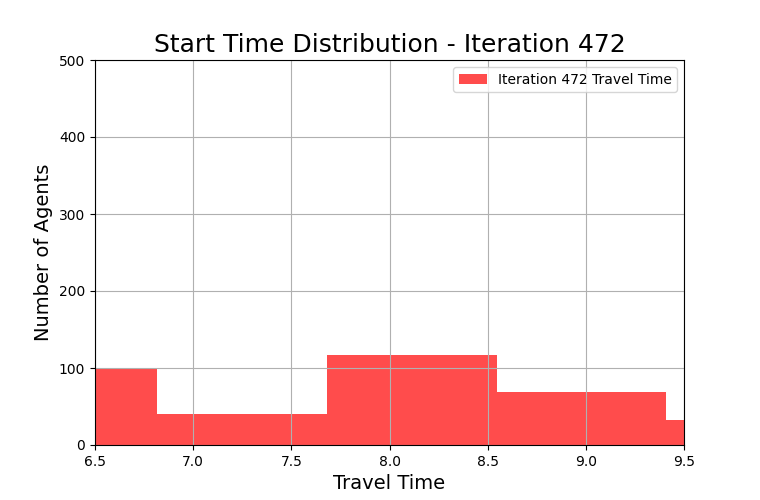 Start Time Distribution - Iteration 472
500
400
300
200
100
0
Number of Agents
Iteration 472 Travel Time
6.5 7.0 7.5 8.0 8.5 9.0 9.5
Travel Time